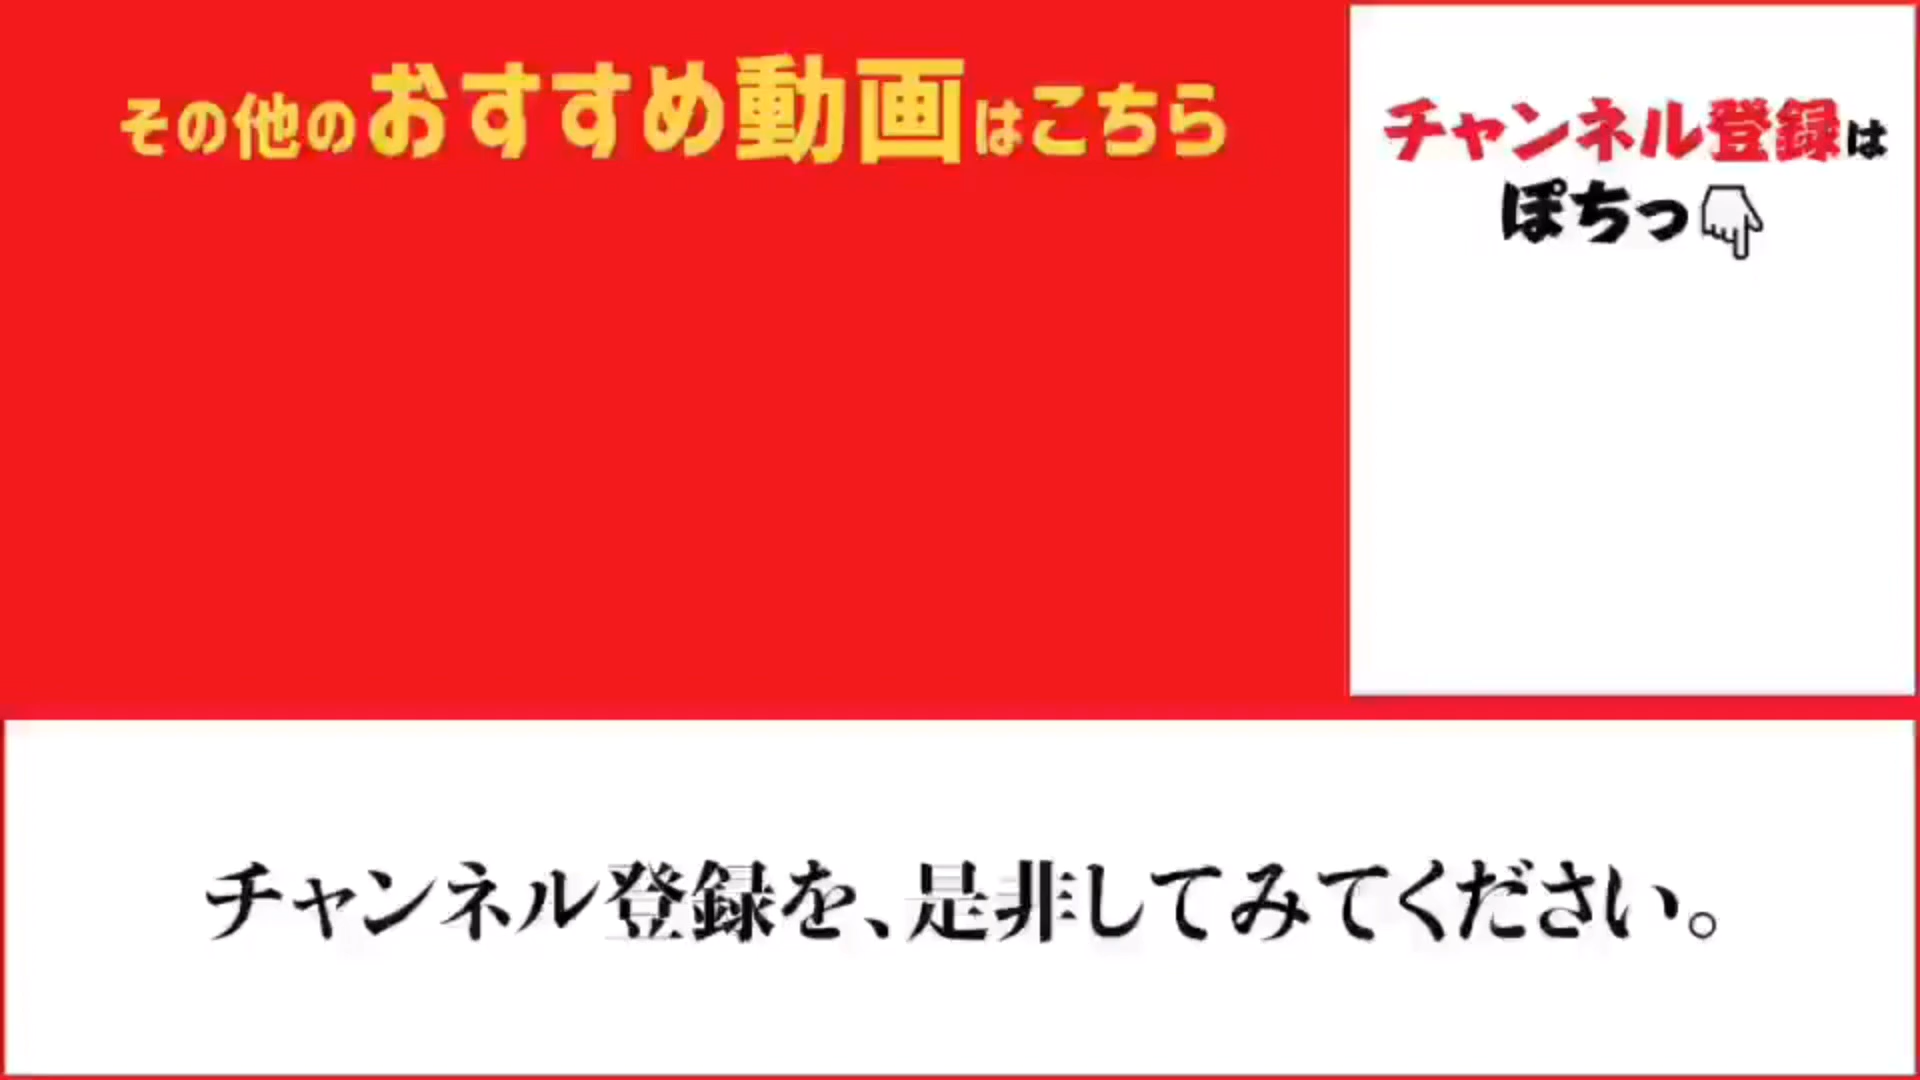 その他のおすすめ動画はこちら
チャンネル登録は
ぽちっ👇
チャンネル登録を、是非してみてください。